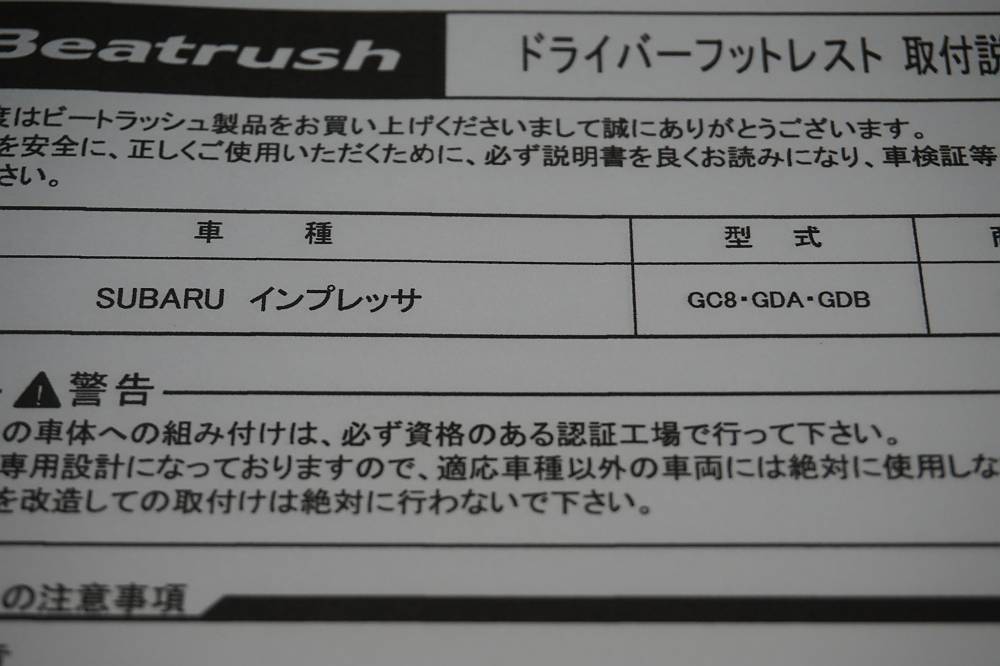 Beatrush
ドライバーフットレスト 取付説
度はビートラッシュ製品をお買い上げくださいまして誠にありがとうございます。
を安全に、正しくご使用いただくために、必ず説明書を良くお読みになり、車検証等
さい。
車 種
型 式
SUBARU インプレッサ
GC8・GDA・GDB
警告
の車体への組み付けは、必ず資格のある認証工場で行って下さい。
専用設計になっておりますので、適応車種以外の車両には絶対に使用しな
を改造しての取付けは絶対に行わないで下さい。
の注意事項